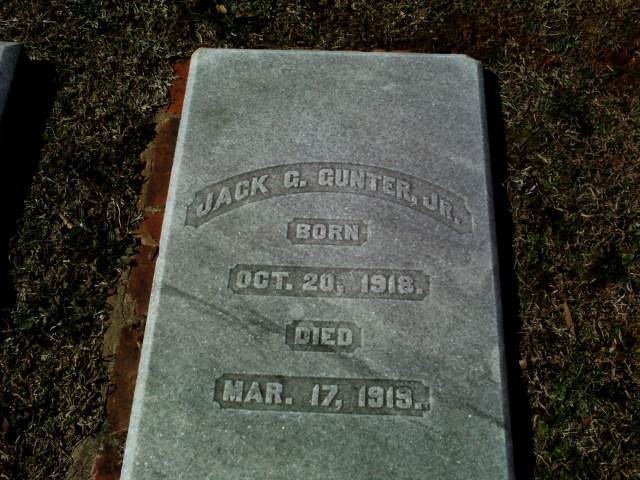 JACK G. GUNTER, JR.
BORN
OCT. 20, 1918.
DIED
MAR. 17, 1919.